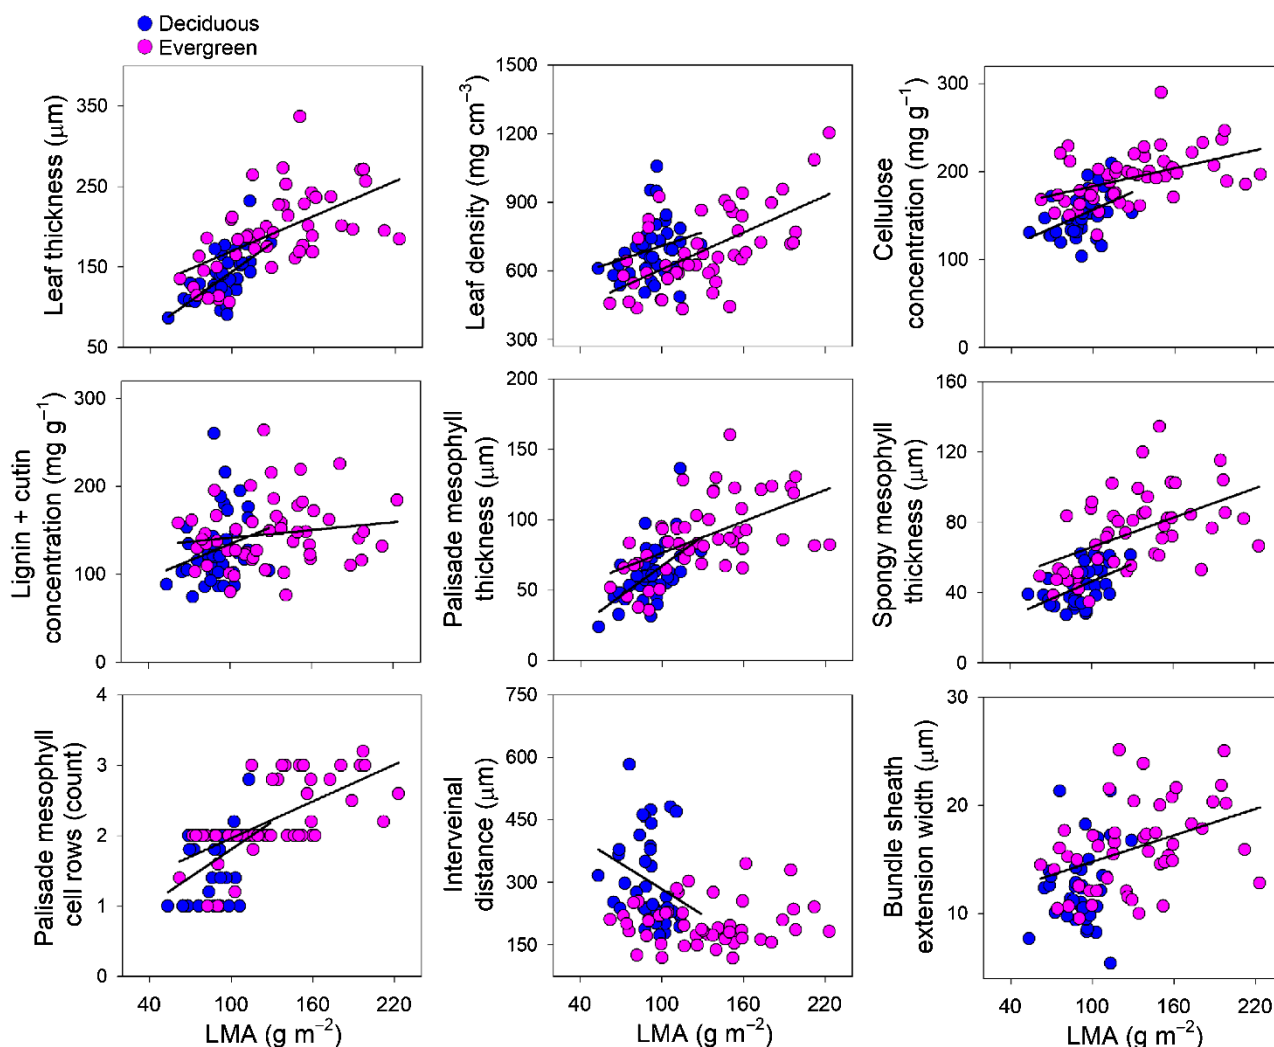 Deciduous
Evergreen
Leaf thickness (μm)
350
250
150
50
Leaf density (mg cm⁻³)
1500
1200
900
600
300
Cellulose
concentration (mg g⁻¹)
300
200
100
0
Lignin + cutin
concentration (mg g⁻¹)
300
200
100
0
Palisade mesophyll
thickness (μm)
200
150
100
50
0
Spongy mesophyll
thickness (μm)
160
120
80
40
0
Palisade mesophyll
cell rows (count)
4
3
2
1
0
40 100 160 220
LMA (g m⁻²)
Interveinal
distance (μm)
750
600
450
300
150
40 100 160 220
LMA (g m⁻²)
Bundle sheath
extension width (μm)
30
20
10
40 100 160 220
LMA (g m⁻²)